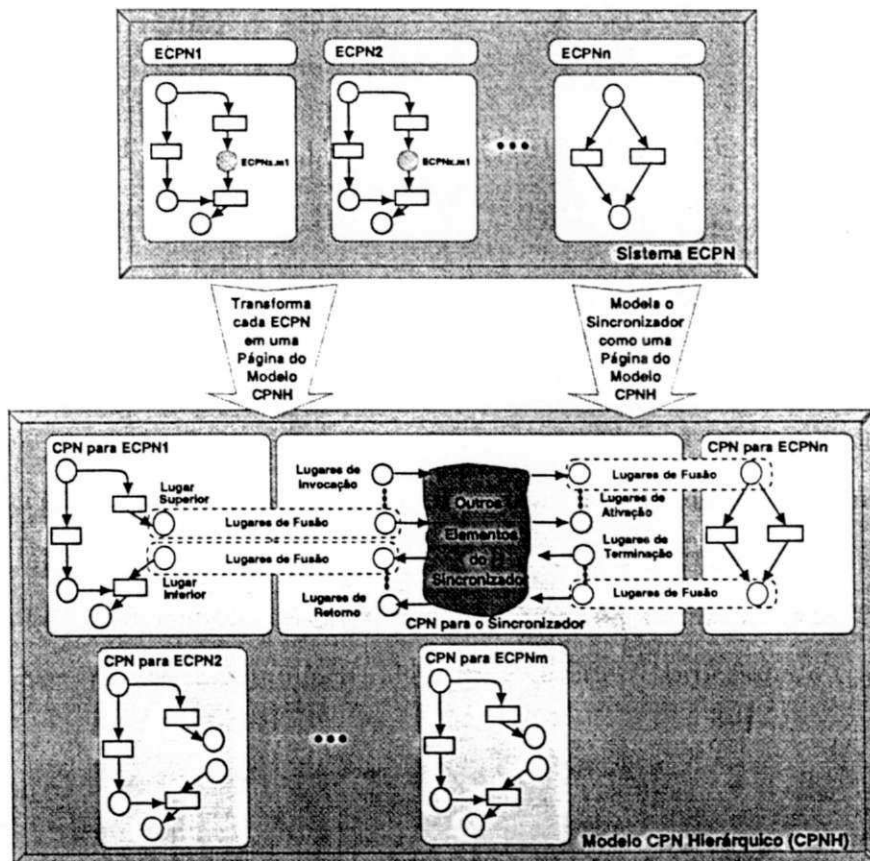 ECPN1
ECPN2
ECPNn
ECPNx.m1
ECPNx.m1
Sistema ECPN
Transforma
cada ECPN
em uma
Página do
Modelo
CPNH
Modela o
Sincronizador
como uma
Página do
Modelo
CPNH
CPN para ECPN1
Lugar
Superior
Lugares de Fusão
Lugares de Fusão
Lugar
Inferior
Lugares de
Invocação
Outros
Elementos
do
Sincronizado
Lugares de
Retorno
CPN para o Sincronizador
Lugares de Fusão
Lugares de
Ativação
Lugares de
Terminação
Lugares de Fusão
CPN para ECPNn
CPN para ECPN2
CPN para ECPNm
Modelo CPN Hierárquico (CPNH)